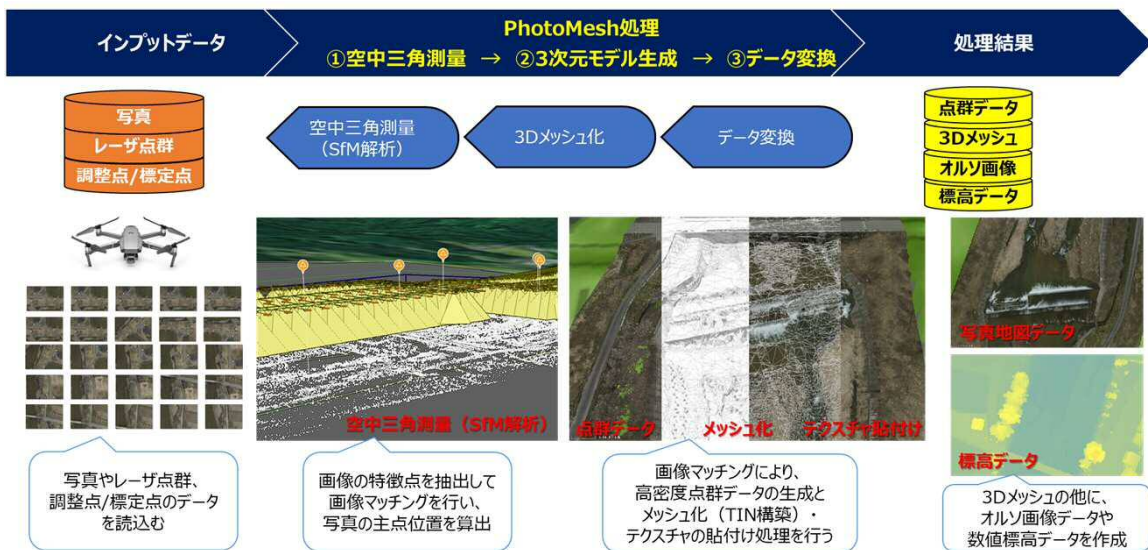 インプットデータ
PhotoMesh処理
①空中三角測量 → ②3次元モデル生成 → ③データ変換
処理結果
写真
レーザ点群
調整点/標定点
空中三角測量
（SfM解析）
3Dメッシュ化
データ変換
点群データ
3Dメッシュ
オルソ画像
標高データ
空中三角測量（SfM解析）
点群データ
メッシュ化
テクスチャ貼付け
写真地図データ
標高データ
写真やレーザ点群、
調整点/標定点のデータ
を読込む
画像の特徴点を抽出して
画像マッチングを行い、
写真の主点位置を算出
画像マッチングにより、
高密度点群データの生成と
メッシュ化（TIN構築）・
テクスチャの貼付け処理を行う
3Dメッシュの他に、
オルソ画像データや
数値標高データを作成